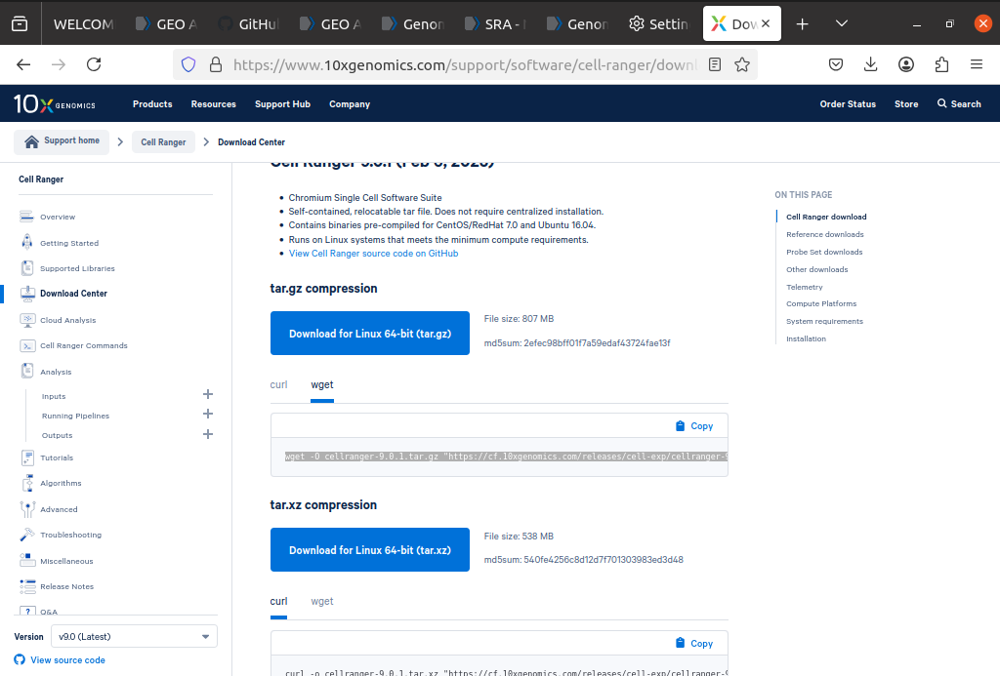 WELCOM
GEO A
GitHu
GEO A
Genon
SRA -
Genon
Settin
Dow
https://www.10xgenomics.com/support/software/cell-ranger/downl
10X GENOMICS
Products
Resources
Support Hub
Company
Order Status
Store
Search
Support home
Cell Ranger
Download Center
Cell Ranger
Overview
Getting Started
Supported Libraries
Download Center
Cloud Analysis
Cell Ranger Commands
Analysis
Inputs
Running Pipelines
Outputs
Tutorials
Algorithms
Advanced
Troubleshooting
Miscellaneous
Release Notes
Q&A
Version
v9.0 (Latest)
View source code
Cell Ranger 9.0.1 (Feb 6, 2025)
Chromium Single Cell Software Suite
Self-contained, relocatable tar file. Does not require centralized installation.
Contains binaries pre-compiled for CentOS/RedHat 7.0 and Ubuntu 16.04.
Runs on Linux systems that meets the minimum compute requirements.
View Cell Ranger source code on GitHub
tar.gz compression
Download for Linux 64-bit (tar.gz)
File size: 807 MB
md5sum: 2efec98bff01f7a59edaf43724fae13f
curl
wget
Copy
wget -O cellranger-9.0.1.tar.gz "https://cf.10xgenomics.com/releases/cell-exp/cellranger-9
tar.xz compression
Download for Linux 64-bit (tar.xz)
File size: 538 MB
md5sum: 540fe4256c8d12d7f701303983ed3d48
curl
wget
Copy
curl -o cellranger-9.0.1.tar.xz "https://cf.10xgenomics.com/releases/cell-exp/cellranger-9
ON THIS PAGE
Cell Ranger download
Reference downloads
Probe Set downloads
Other downloads
Telemetry
Compute Platforms
System requirements
Installation